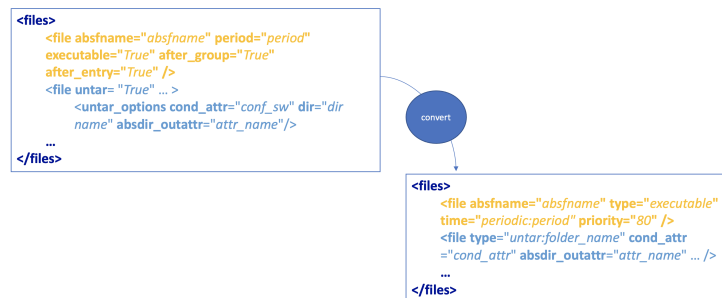 <files>
<file absfname="absfname" period="period"
executable="True" after_group="True"
after_entry="True" />
<file untar= "True" ... >
<untar_options cond_attr="conf_sw" dir="dir
name" absdir_outattr="attr_name"/>
...
</files>
convert
<files>
<file absfname="absfname" type="executable"
time="periodic:period" priority="80" />
<file type="untar:folder_name" cond_attr
="cond_attr" absdir_outattr="attr_name" ... />
...
</files>